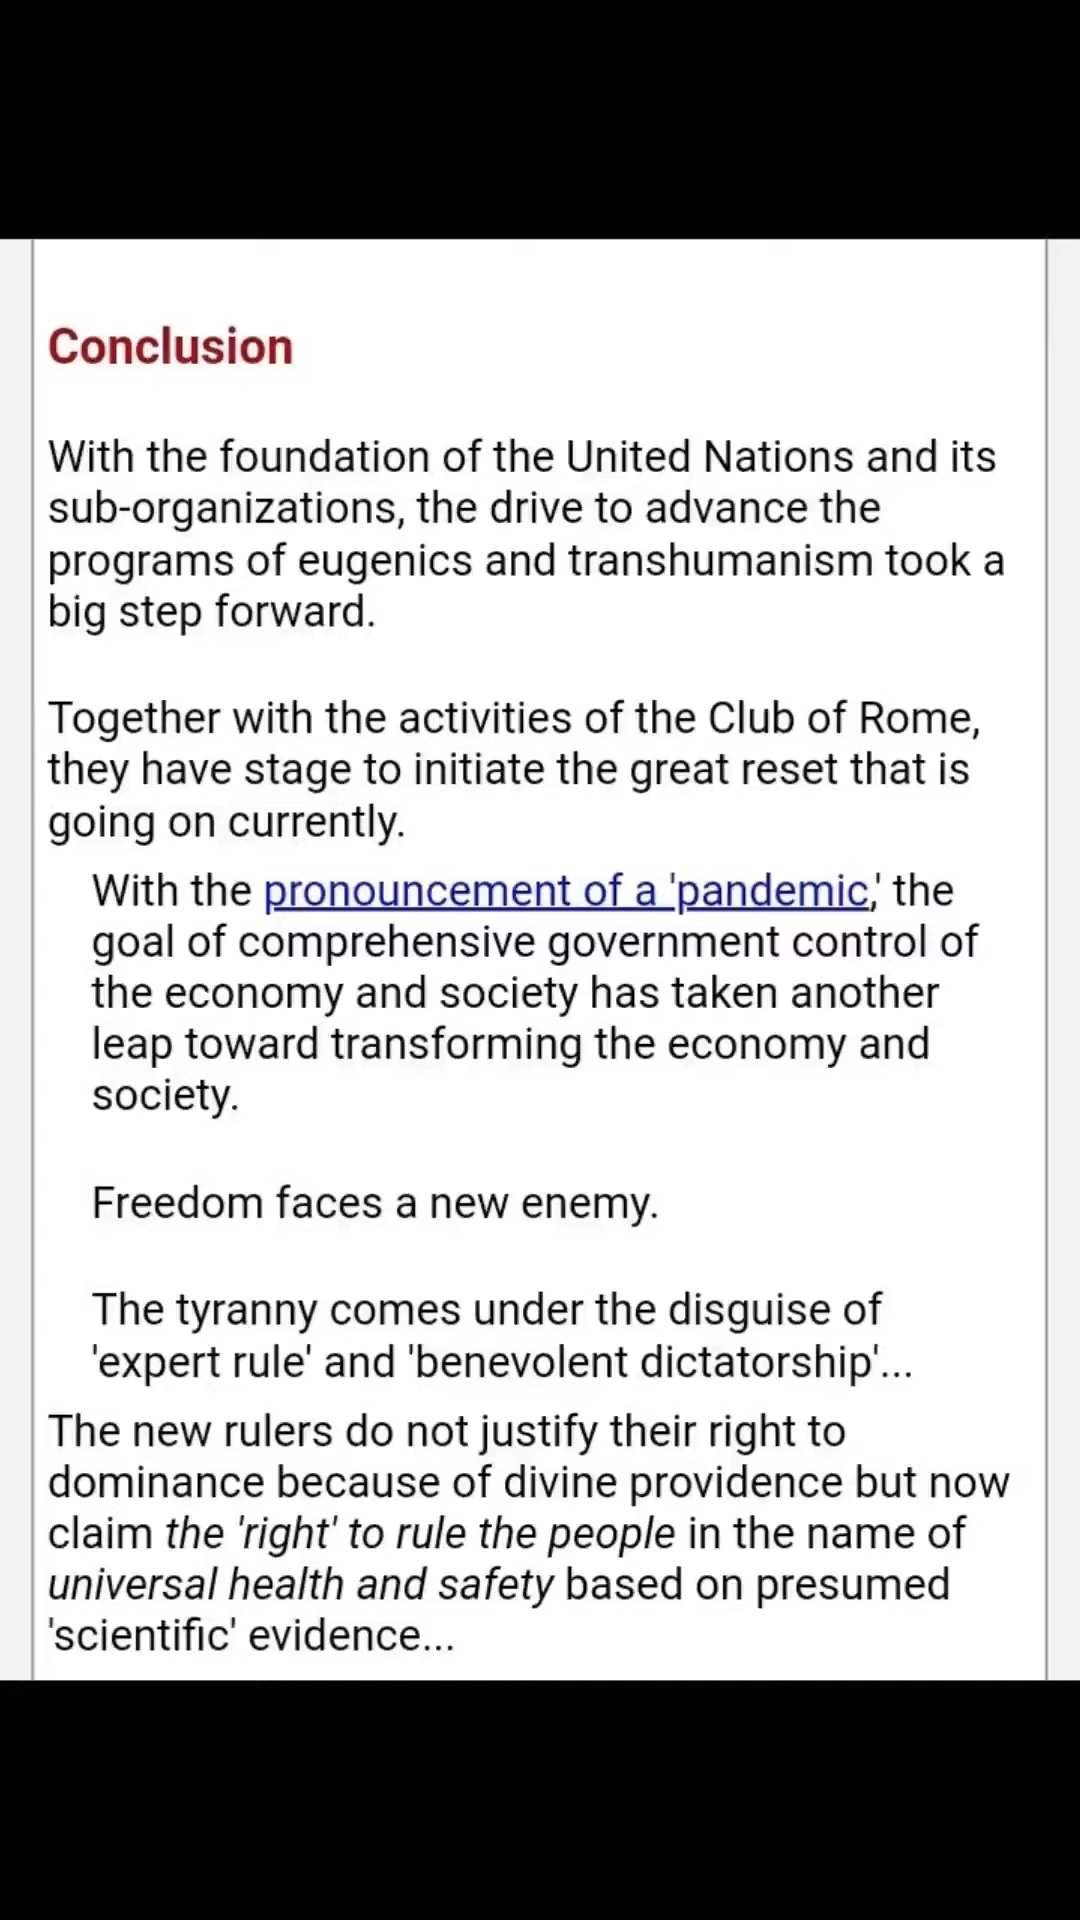 Conclusion
With the foundation of the United Nations and its
sub-organizations, the drive to advance the
programs of eugenics and transhumanism took a
big step forward.
Together with the activities of the Club of Rome,
they have stage to initiate the great reset that is
going on currently.
With the pronouncement of a 'pandemic,' the
goal of comprehensive government control of
the economy and society has taken another
leap toward transforming the economy and
society.
Freedom faces a new enemy.
The tyranny comes under the disguise of
'expert rule' and 'benevolent dictatorship'...
The new rulers do not justify their right to
dominance because of divine providence but now
claim the 'right' to rule the people in the name of
universal health and safety based on presumed
'scientific' evidence...